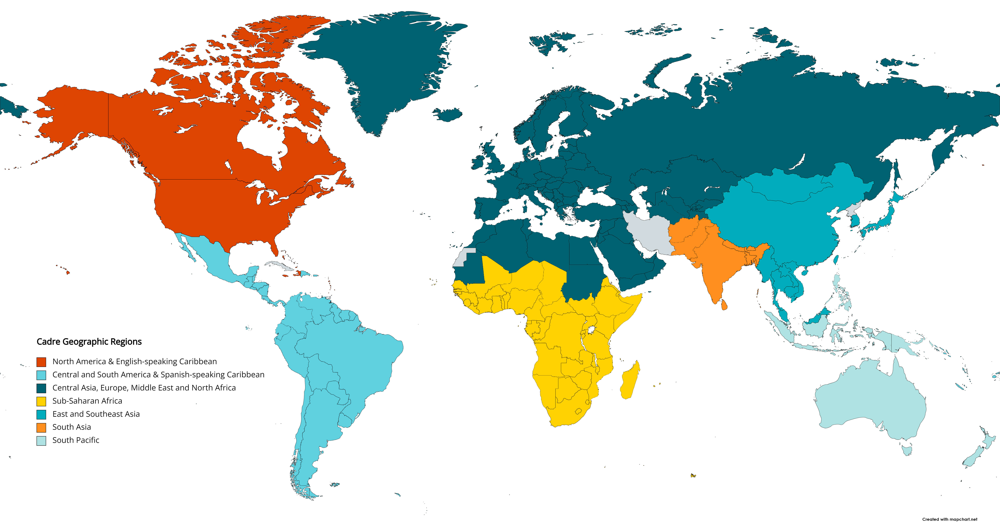 Cadre Geographic Regions
North America & English-speaking Caribbean
Central and South America & Spanish-speaking Caribbean
Central Asia, Europe, Middle East and North Africa
Sub-Saharan Africa
East and Southeast Asia
South Asia
South Pacific
Created with mapchart.net